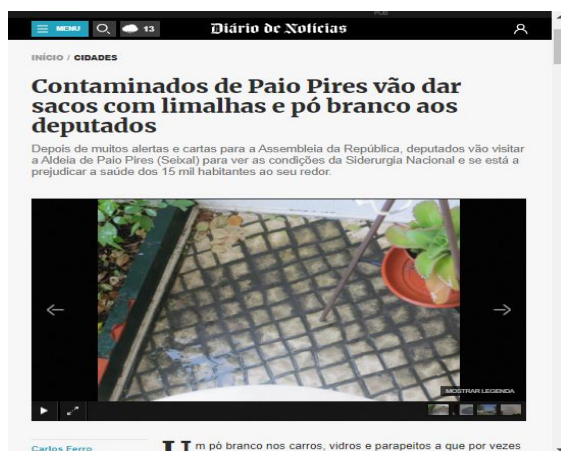 PUB
MENU 13 Diário de Notícias
INÍCIO / CIDADES
Contaminados de Paio Pires vão dar
sacos com limalhas e pó branco aos
deputados
Depois de muitos alertas e cartas para a Assembleia da República, deputados vão visitar
a Aldeia de Paio Pires (Seixal) para ver as condições da Siderurgia Nacional e se está a
prejudicar a saúde dos 15 mil habitantes ao seu redor.
MOSTRAR LEGENDA
Carlos Ferro
Um pó branco nos carros, vidros e parapeitos a que por vezes